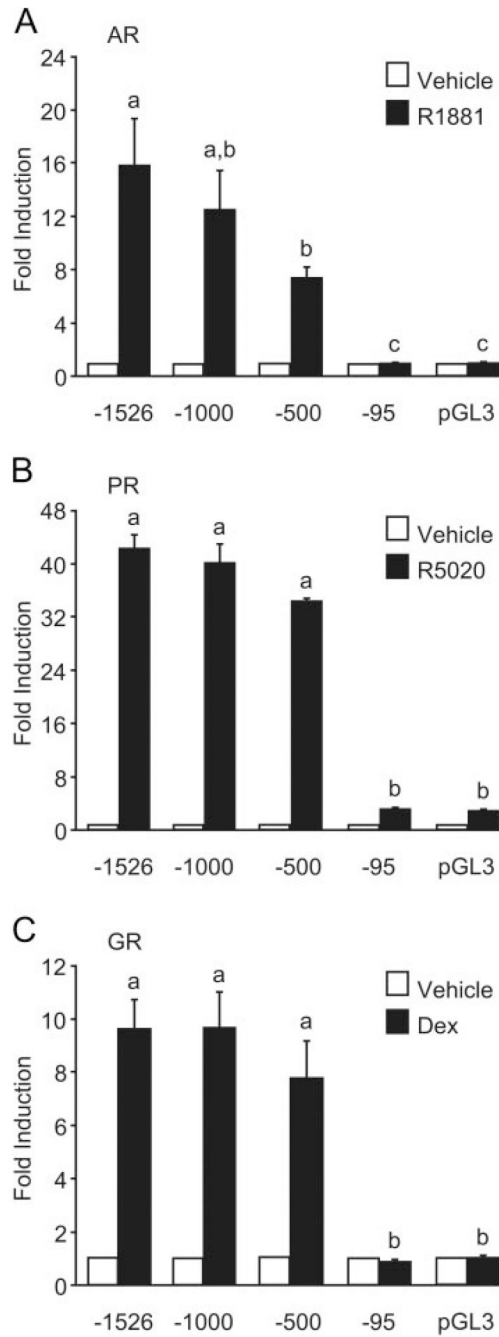 A
AR
Vehicle
R1881
Fold Induction
24
20
16
12
8
4
0
a
a,b
b
c
c
-1526 -1000 -500 -95 pGL3
B
PR
Vehicle
R5020
Fold Induction
48
40
32
24
16
8
0
a
a
a
b
b
-1526 -1000 -500 -95 pGL3
C
GR
Vehicle
Dex
Fold Induction
12
10
8
6
4
2
0
a
a
a
b
b
-1526 -1000 -500 -95 pGL3